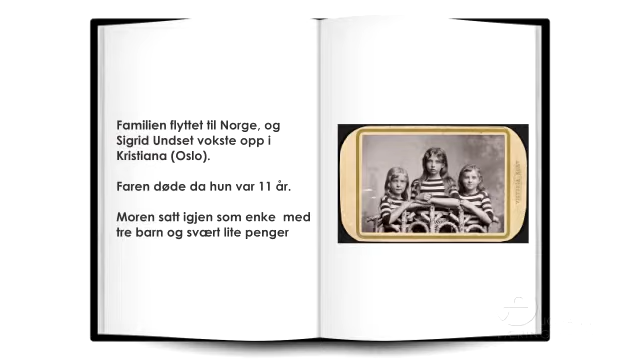 Familien flyttet til Norge, og
Sigrid Undset vokste opp i
Kristiana (Oslo).
Faren døde da hun var 11 år.
Moren satt igjen som enke  med
tre barn og svært lite penger